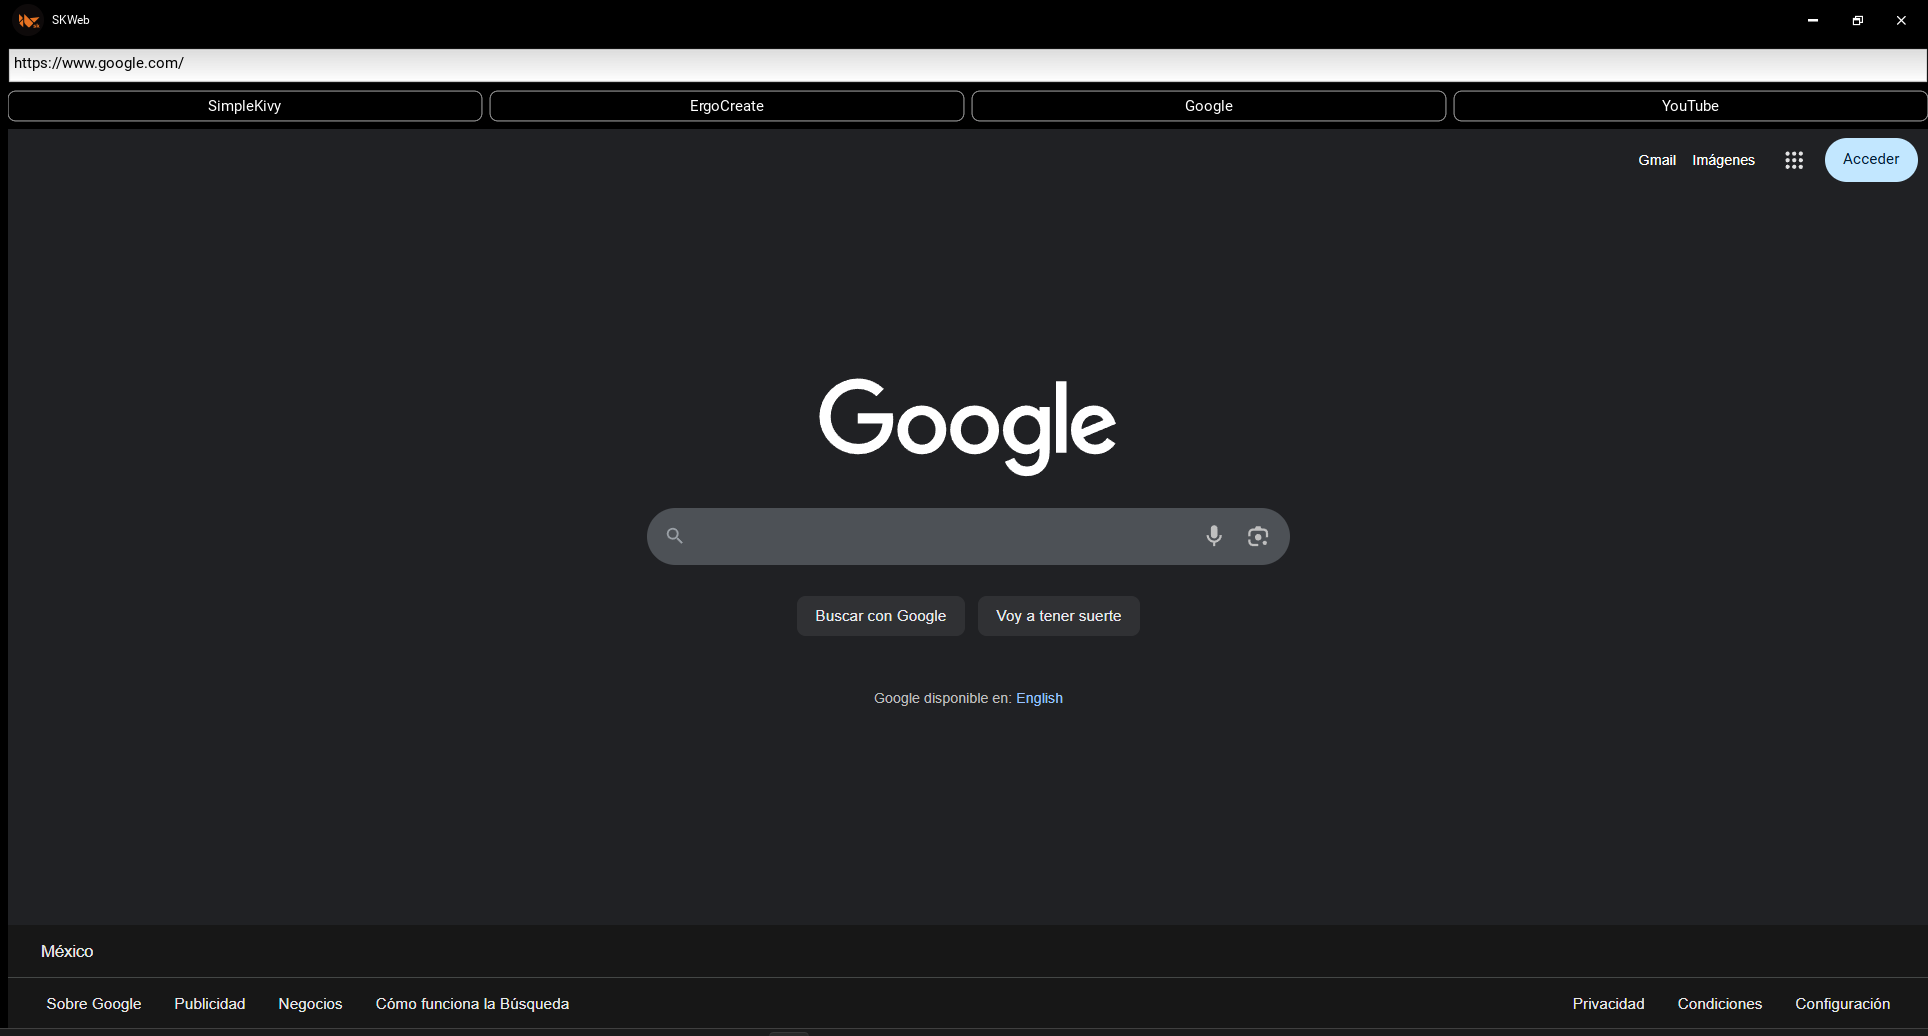 SKWeb
https://www.google.com/
SimpleKivy ErgoCreate Google YouTube
Gmail Imágenes Acceder
Google
Buscar con Google Voy a tener suerte
Google disponible en: English
México
Sobre Google Publicidad Negocios Cómo funciona la Búsqueda Privacidad Condiciones Configuración